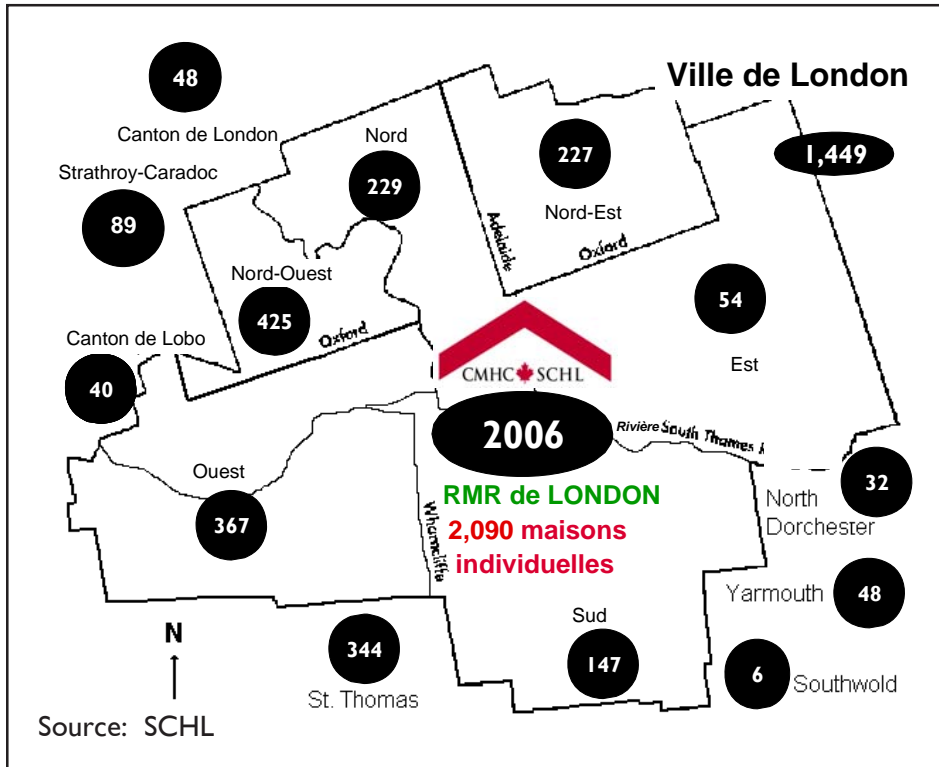 Ville de London
48
Canton de London
Nord
229
227
Nord-Est
1,449
Strathroy-Caradoc
89
Adelaide
Oxford
Nord-Ouest
425
Oxford
54
Est
Canton de Lobo
40
CMHC SCHL
2006
Rivière South Thames R
RMR de LONDON
2,090 maisons
individuelles
Ouest
367
Wharncliffe
North
Dorchester
32
Yarmouth
48
Sud
147
6
Southwold
344
St. Thomas
N
Source: SCHL